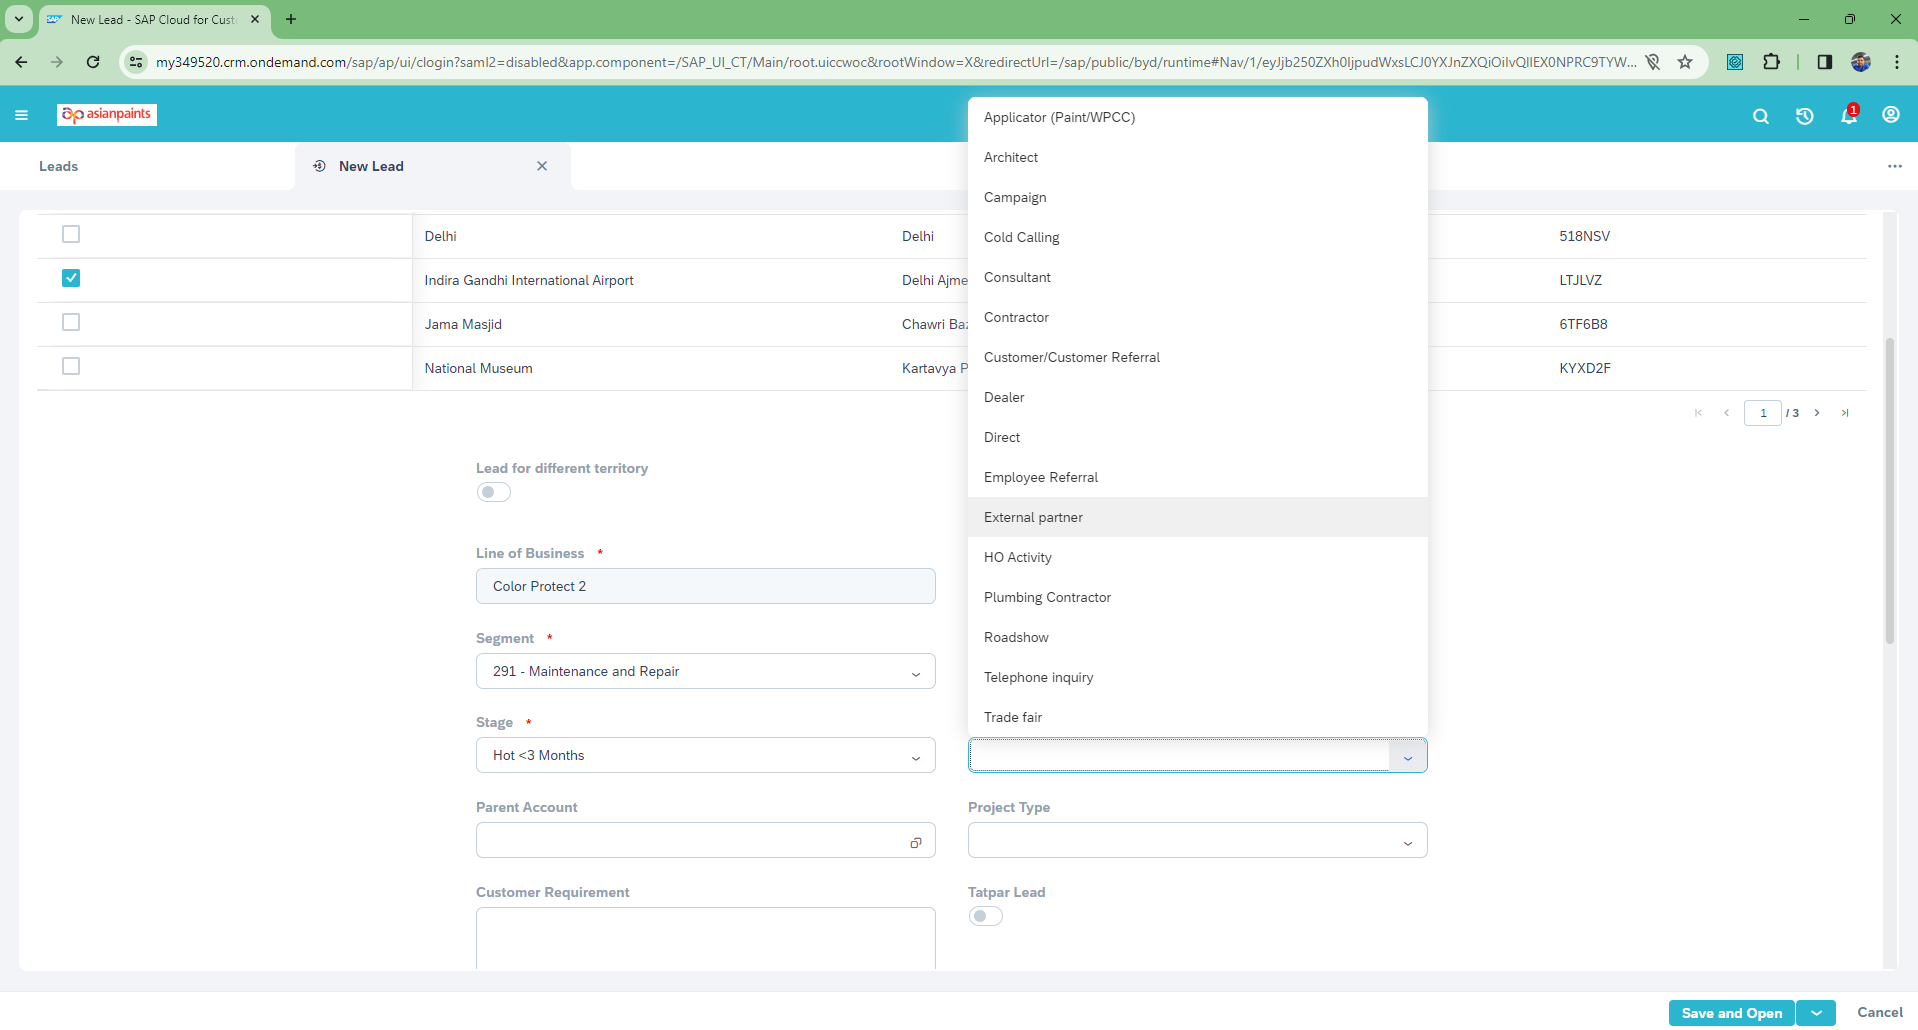 New Lead - SAP Cloud for Cust
my349520.crm.ondemand.com/sap/ap/ui/clogin?saml2=disabled&app.component=/SAP_UI_CT/Main/root.uiccwoc&rootWindow=X&redirectUrl=/sap/public/byd/runtime#Nav/1/eyJjb250ZXh0IjpudWxsLCJ0YXJnZXQiOiIvQllEX0NPRC9TYW...
asianpaints
1
Leads
New Lead
Delhi Delhi 518NSV
Indira Gandhi International Airport Delhi Ajme LTJLVZ
Jama Masjid Chawri Baz 6TF6B8
National Museum Kartavya P KYXD2F
1 / 3
Lead for different territory
Line of Business *
Color Protect 2
Segment *
291 - Maintenance and Repair
Stage *
Hot <3 Months
Parent Account
Customer Requirement
Applicator (Paint/WPCC)
Architect
Campaign
Cold Calling
Consultant
Contractor
Customer/Customer Referral
Dealer
Direct
Employee Referral
External partner
HO Activity
Plumbing Contractor
Roadshow
Telephone inquiry
Trade fair
Project Type
Tatpar Lead
Save and Open
Cancel